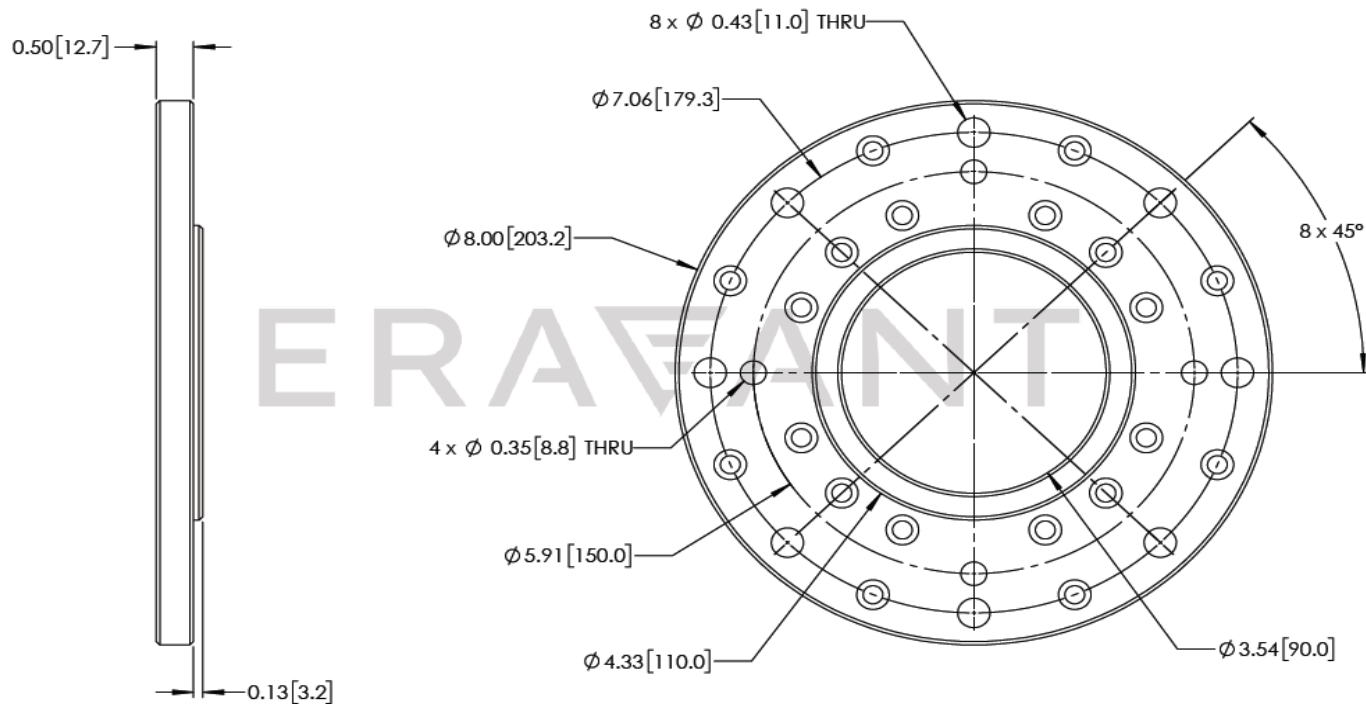 8 x Ø 0.43[11.0] THRU
0.50[12.7]
Ø7.06[179.3]
Ø8.00[203.2]
8 x 45°
ERAVANT
4 x Ø 0.35[8.8] THRU
Ø5.91[150.0]
Ø4.33[110.0]
Ø3.54[90.0]
0.13[3.2]